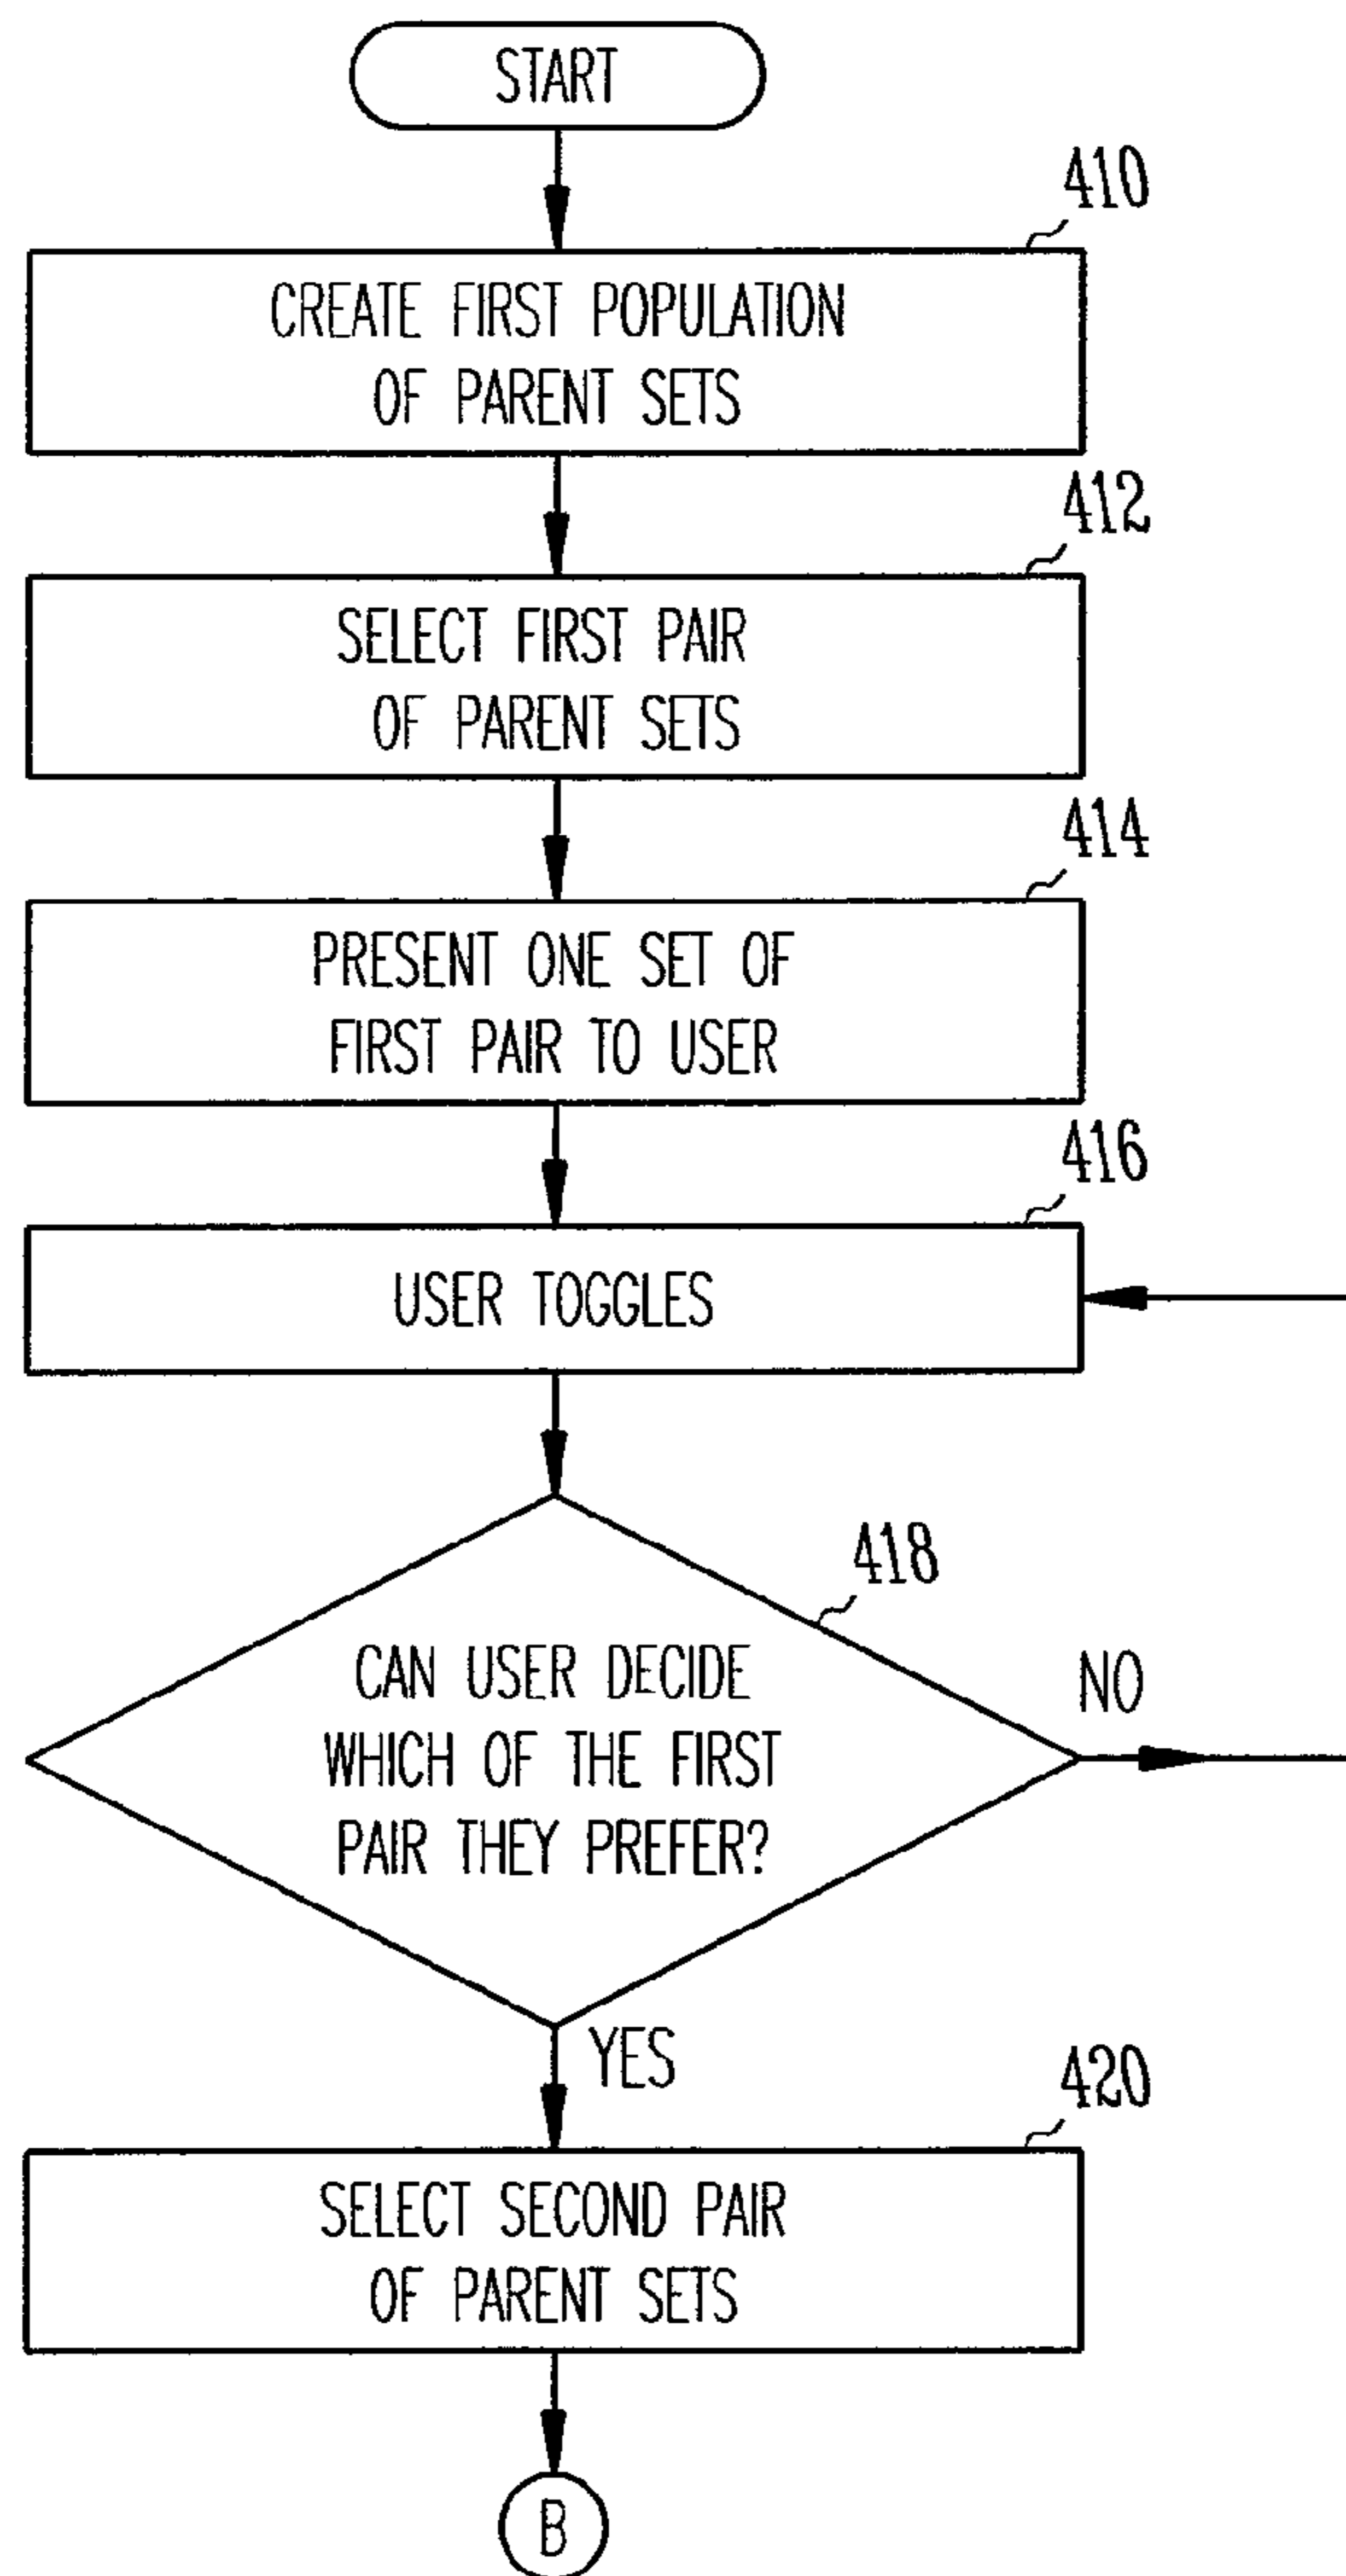 START
410
CREATE FIRST POPULATION
OF PARENT SETS
412
SELECT FIRST PAIR
OF PARENT SETS
414
PRESENT ONE SET OF
FIRST PAIR TO USER
416
USER TOGGLES
418
CAN USER DECIDE
WHICH OF THE FIRST
PAIR THEY PREFER?
NO
YES
420
SELECT SECOND PAIR
OF PARENT SETS
B